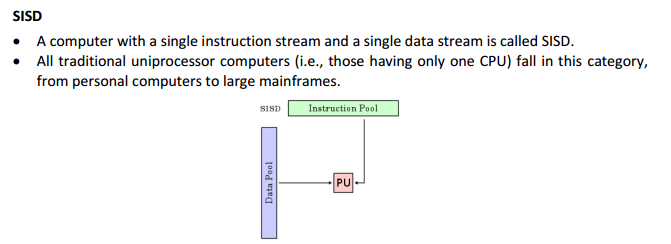 SISD
• A computer with a single instruction stream and a single data stream is called SISD.
• All traditional uniprocessor computers (i.e., those having only one CPU) fall in this category,
from personal computers to large mainframes.
SISD
Instruction Pool
Data Pool
PU